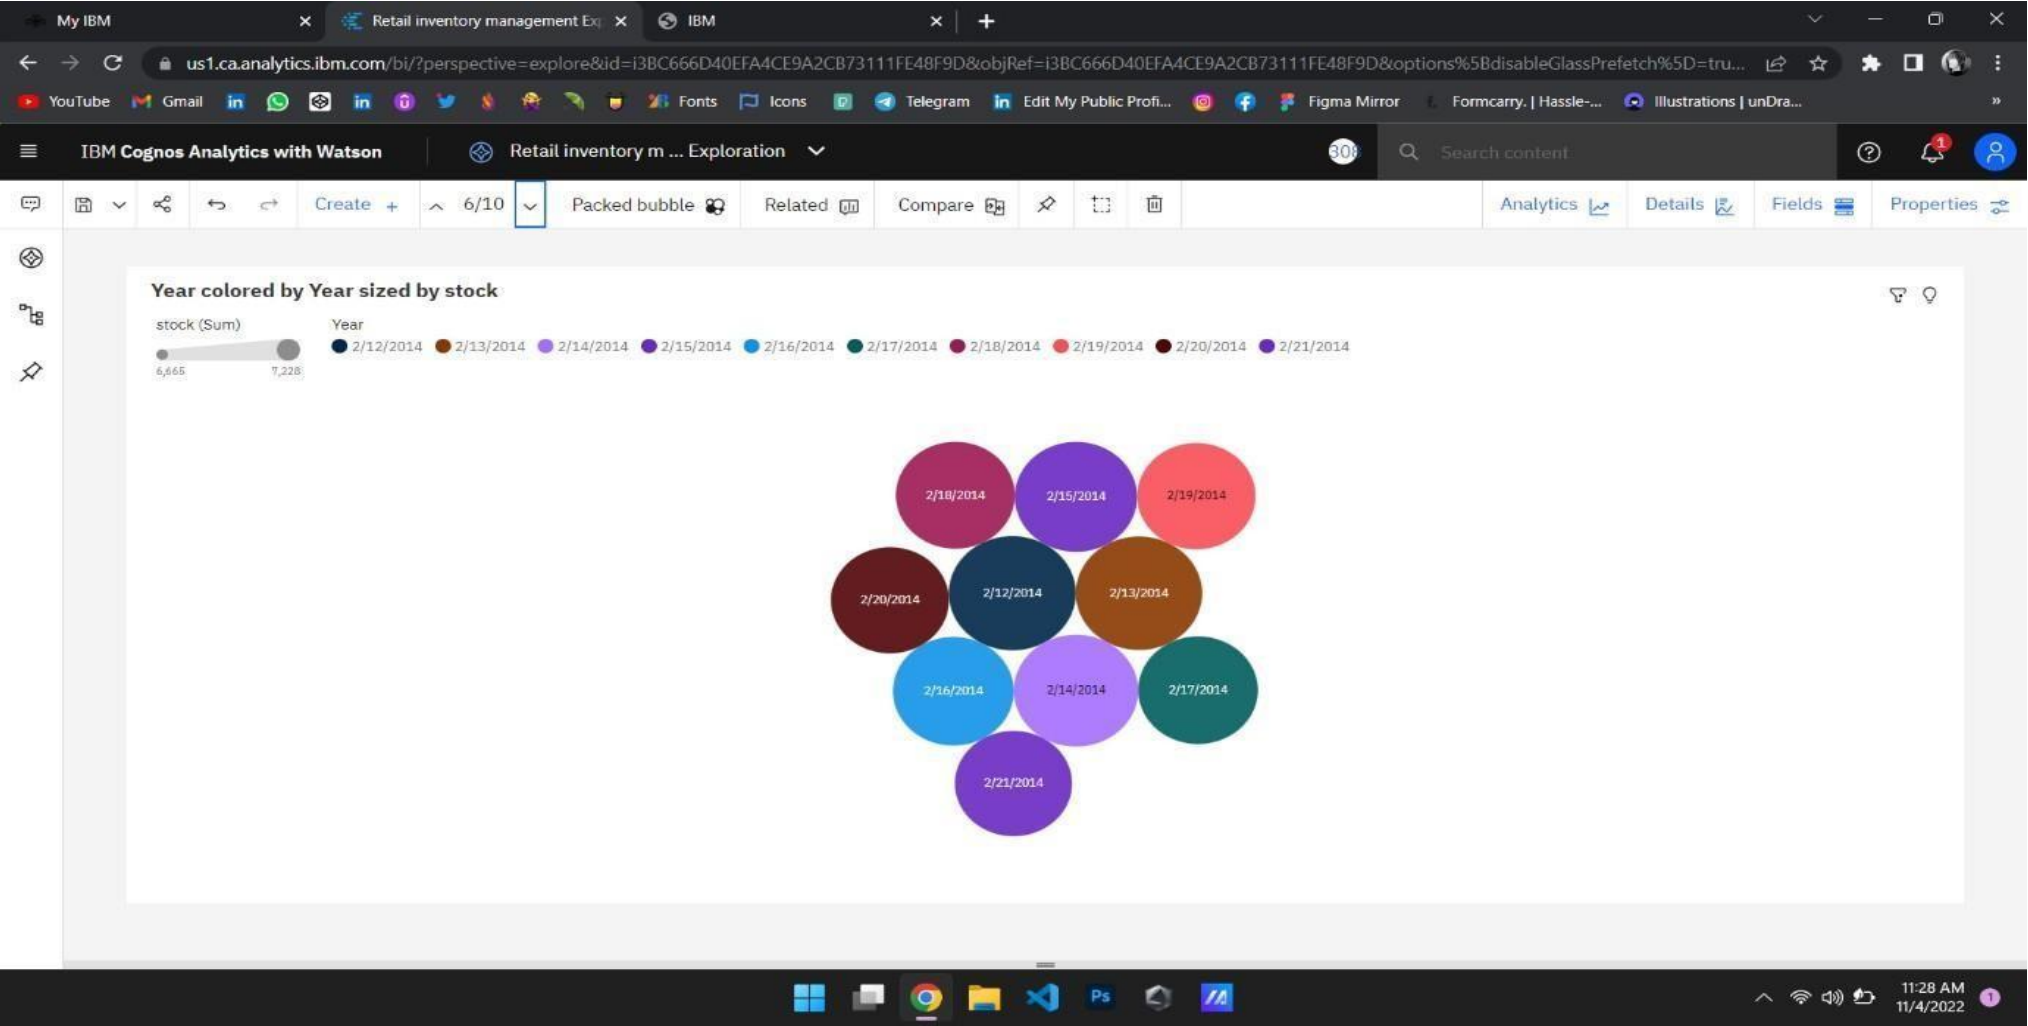 My IBM
Retail inventory management Exp
IBM
us1.ca.analytics.ibm.com/bi/?perspective=explore&id=i3BC666D40EFA4CE9A2CB73111FE48F9D&objRef=i3BC666D40EFA4CE9A2CB73111FE48F9D&options%5BdisableGlassPrefetch%5D=tru...
YouTube Gmail Fonts Icons Telegram Edit My Public Profi... Figma Mirror Formcarry. | Hassle-... Illustrations | unDra... »
IBM Cognos Analytics with Watson
Retail inventory m ... Exploration
Search content
1
Create + 6/10 Packed bubble Related Compare Analytics Details Fields Properties
Year colored by Year sized by stock
stock (Sum)
6,665 7,228
Year
2/12/2014 2/13/2014 2/14/2014 2/15/2014 2/16/2014 2/17/2014 2/18/2014 2/19/2014 2/20/2014 2/21/2014
2/18/2014 2/15/2014 2/19/2014
2/20/2014 2/12/2014 2/13/2014
2/16/2014 2/14/2014 2/17/2014
2/21/2014
Ps
11:28 AM
11/4/2022
1